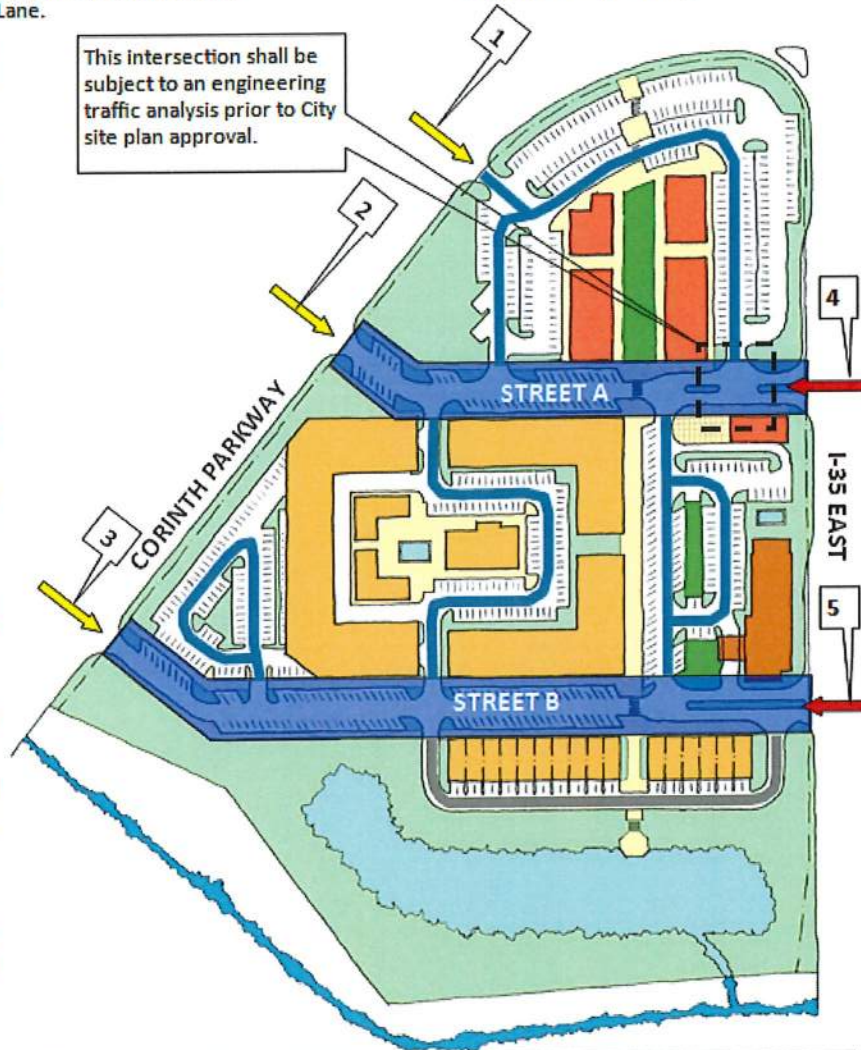 Lane.
This intersection shall be
subject to an engineering
traffic analysis prior to City
site plan approval.
1
2
3
4
5
CORINTH PARKWAY
STREET A
I-35 EAST
STREET B